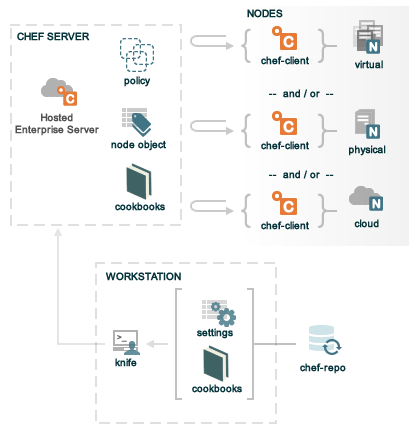 NODES
CHEF SERVER
policy
Hosted
Enterprise Server
C
node object
cookbooks
C
chef-client
N
virtual
-- and / or --
C
chef-client
N
physical
-- and / or --
C
chef-client
N
cloud
WORKSTATION
>_
knife
settings
cookbooks
chef-repo